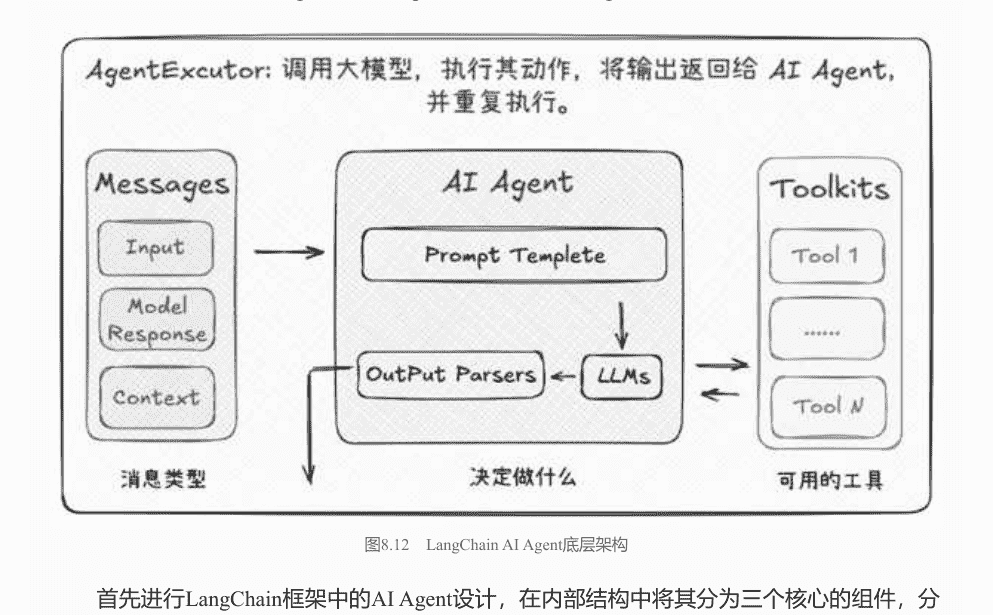 AgentExcutor: 调用大模型，执行其动作，将输出返回给 AI Agent，
并重复执行。
Messages
Input
Model
Response
Context
消息类型
AI Agent
Prompt Templete
LLMs
OutPut Parsers
决定做什么
Toolkits
Tool 1
......
Tool N
可用的工具
图8.12 LangChain AI Agent底层架构
首先进行LangChain框架中的AI Agent设计，在内部结构中将其分为三个核心的组件，分